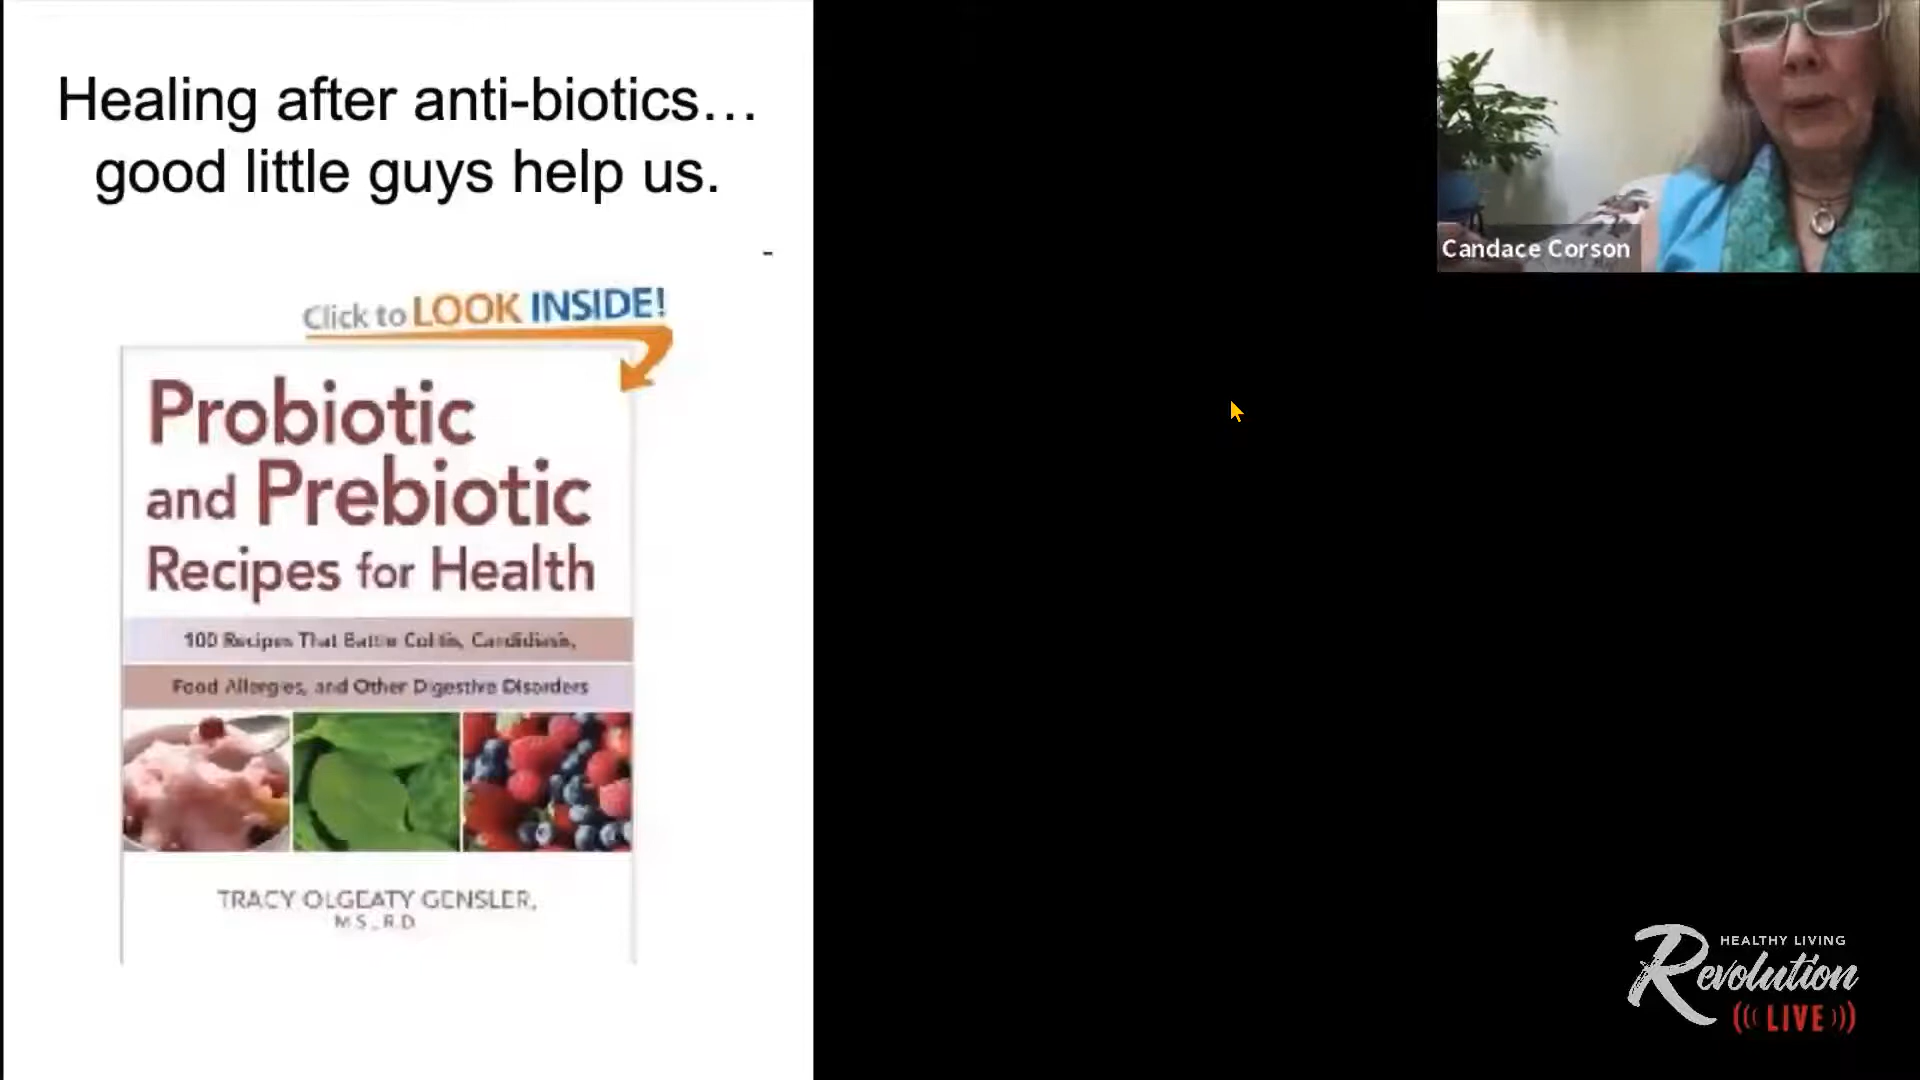 Healing after anti-biotics…
good little guys help us.
-
Click to LOOK INSIDE!
Probiotic
and Prebiotic
Recipes for Health
100 Recipes That Battle Colitis, Candidiasis,
Food Allergies, and Other Digestive Disorders
TRACY OLGEATY GENSLER,
M.S., R.D.
Candace Corson
HEALTHY LIVING
Revolution
LIVE